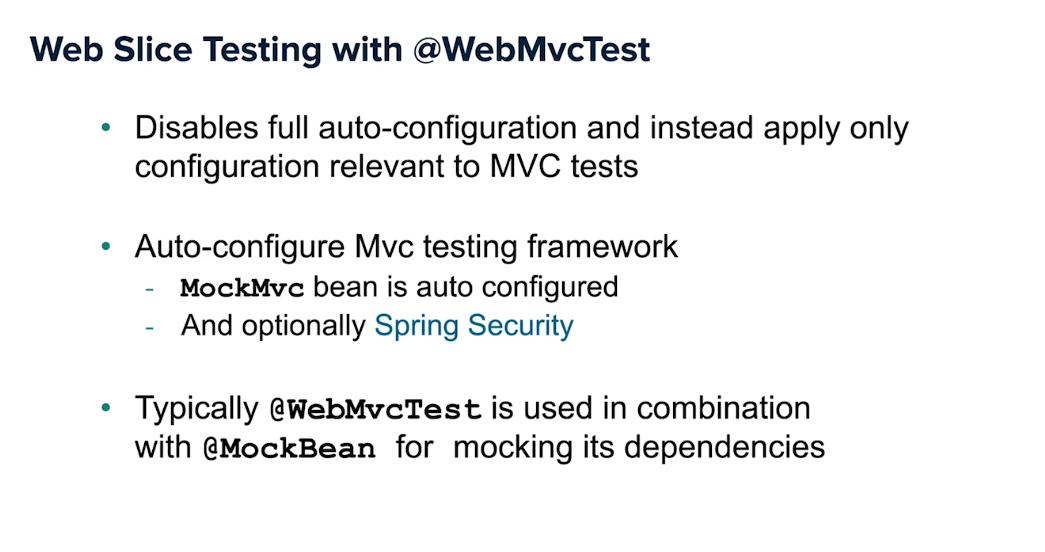 Web Slice Testing with @WebMvcTest
• Disables full auto-configuration and instead apply only
configuration relevant to MVC tests
• Auto-configure Mvc testing framework
- MockMvc bean is auto configured
- And optionally Spring Security
• Typically @WebMvcTest is used in combination
with @MockBean for mocking its dependencies